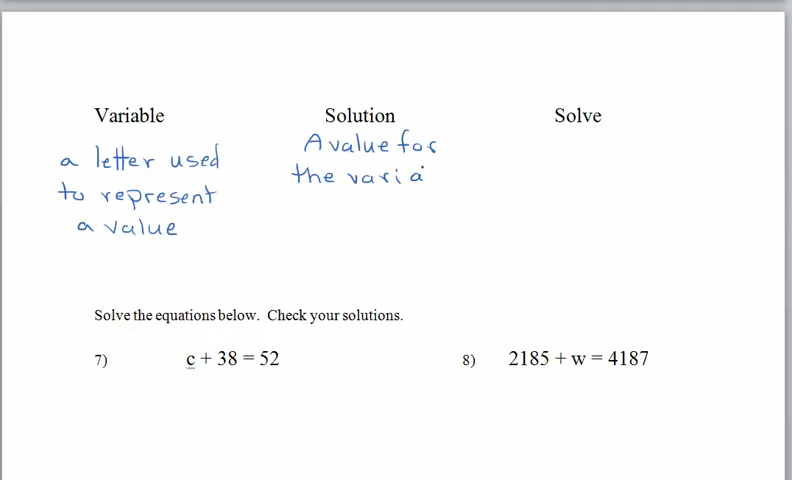 Variable Solution Solve
a letter used
to represent
a value
A value for
the varia
Solve the equations below. Check your solutions.
7) c + 38 = 52 8) 2185 + w = 4187